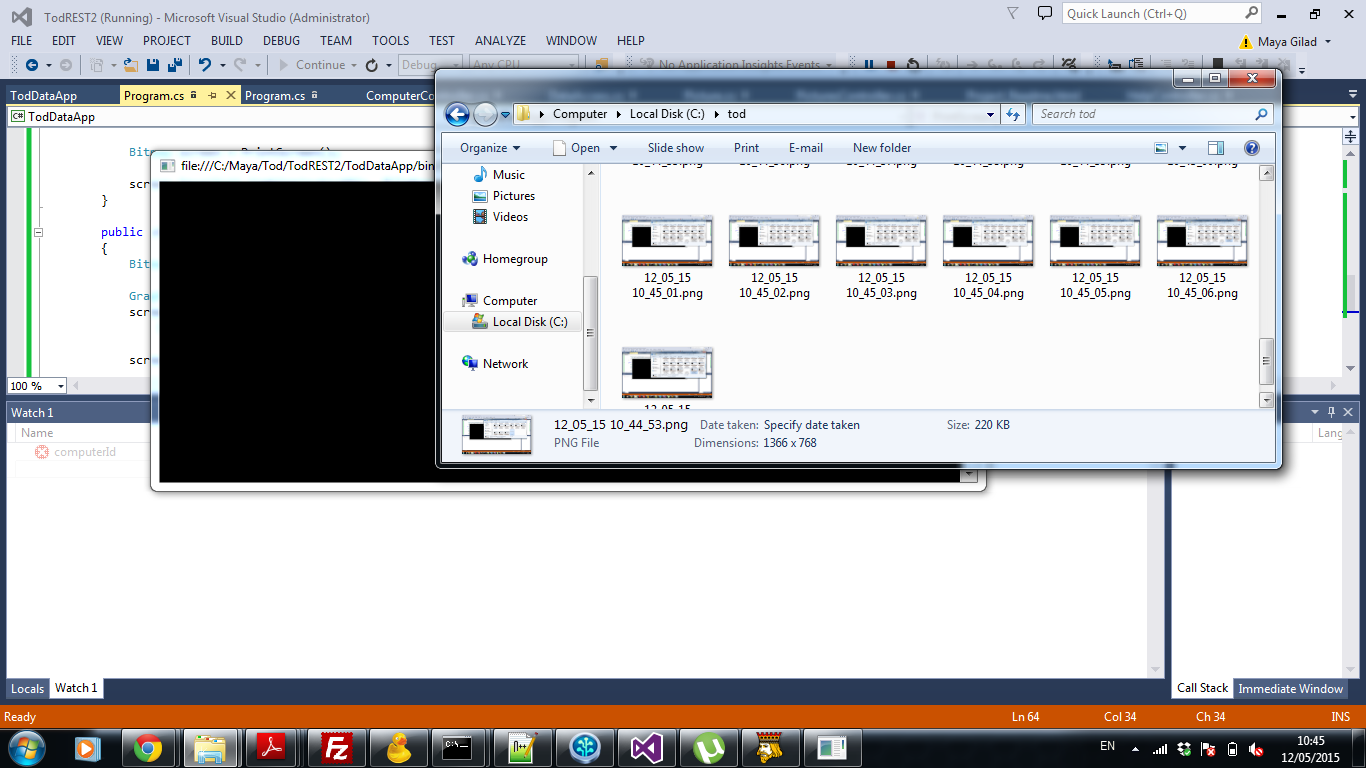 TodREST2 (Running) - Microsoft Visual Studio (Administrator)
Quick Launch (Ctrl+Q)
FILE EDIT VIEW PROJECT BUILD DEBUG TEAM TOOLS TEST ANALYZE WINDOW HELP
Maya Gilad
Continue Debug Any CPU No Application Insights Events
TodDataApp Program.cs Program.cs ComputerCo
TodDataApp
Computer Local Disk (C:) tod
Search tod
Organize Open Slide show Print E-mail New folder
Bit
scr
}
public
{
Bit
Gra
scr
scr
file:///C:/Maya/Tod/TodREST2/TodDataApp/bin
Music
Pictures
Videos
Homegroup
Computer
Local Disk (C:)
Network
12_05_15 12_05_15 12_05_15 12_05_15 12_05_15 12_05_15
10_45_01.png 10_45_02.png 10_45_03.png 10_45_04.png 10_45_05.png 10_45_06.png
12_05_15
12_05_15 10_44_53.png Date taken: Specify date taken Size: 220 KB
PNG File Dimensions: 1366 x 768
100 %
Watch 1
Name Lang
computerId
Locals Watch 1
Call Stack Immediate Window
Ready Ln 64 Col 34 Ch 34 INS
EN
10:45
12/05/2015